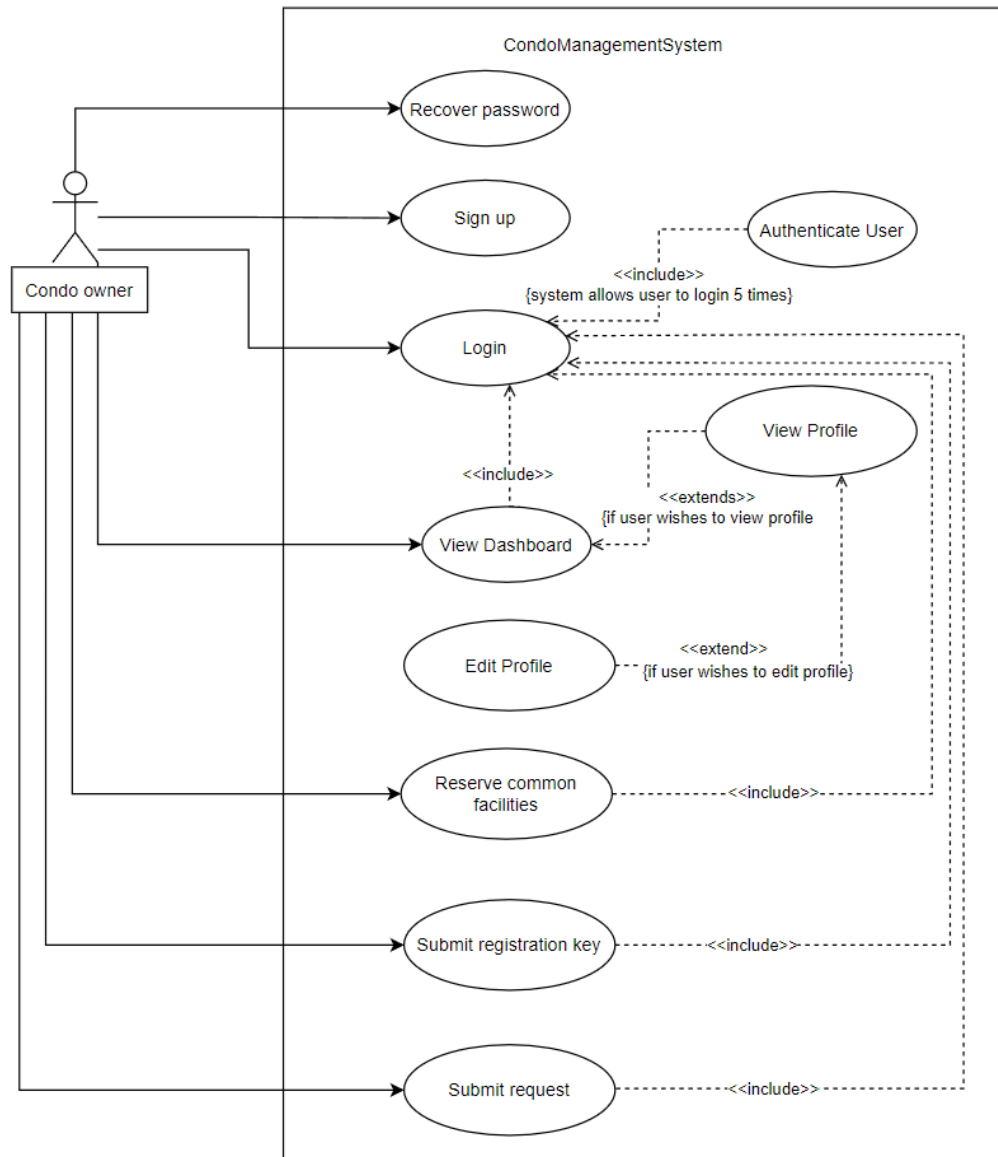 CondoManagementSystem
Recover password
Sign up
Authenticate User
<<include>>
{system allows user to login 5 times}
Condo owner
Login
View Profile
<<include>>
<<extends>>
{if user wishes to view profile
View Dashboard
<<extend>>
{if user wishes to edit profile}
Edit Profile
Reserve common
facilities
<<include>>
Submit registration key
<<include>>
Submit request
<<include>>